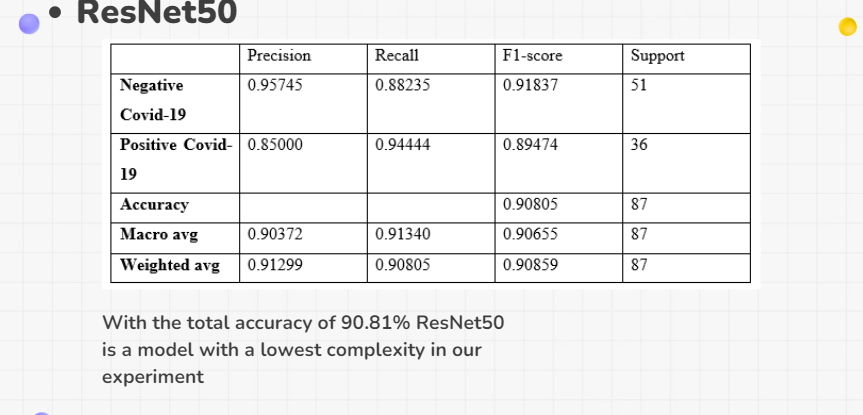 • ResNet50
Precision Recall F1-score Support
Negative 0.95745 0.88235 0.91837 51
Covid-19
Positive Covid- 0.85000 0.94444 0.89474 36
19
Accuracy 0.90805 87
Macro avg 0.90372 0.91340 0.90655 87
Weighted avg 0.91299 0.90805 0.90859 87
With the total accuracy of 90.81% ResNet50
is a model with a lowest complexity in our
experiment